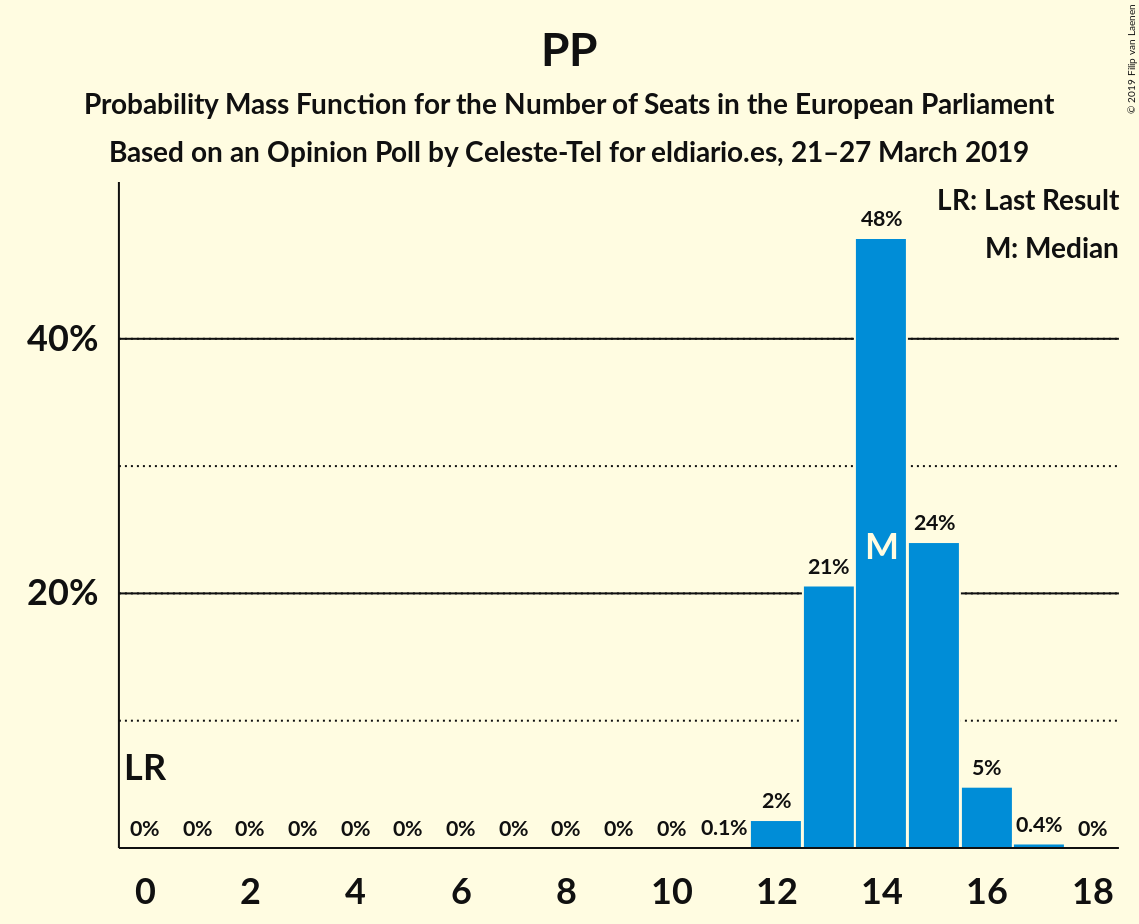 PP
Probability Mass Function for the Number of Seats in the European Parliament
Based on an Opinion Poll by Celeste-Tel for eldiario.es, 21–27 March 2019
© 2019 Filip van Laenen
LR: Last Result
M: Median
48%
40%
24%
M
21%
20%
LR
5%
2%
0% 0% 0% 0% 0% 0% 0% 0% 0% 0% 0% 0.1% 0.4% 0%
0 2 4 6 8 10 12 14 16 18